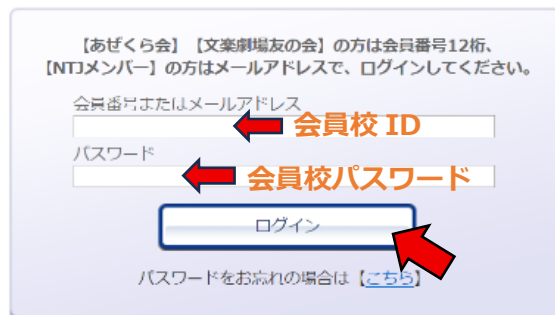 【あぜくら会】【文楽劇場友の会】の方は会員番号12桁、
【NTJメンバー】の方はメールアドレスで、ログインしてください。
会員番号またはメールアドレス
会員校 ID
パスワード
会員校パスワード
ログイン
パスワードをお忘れの場合は【こちら】